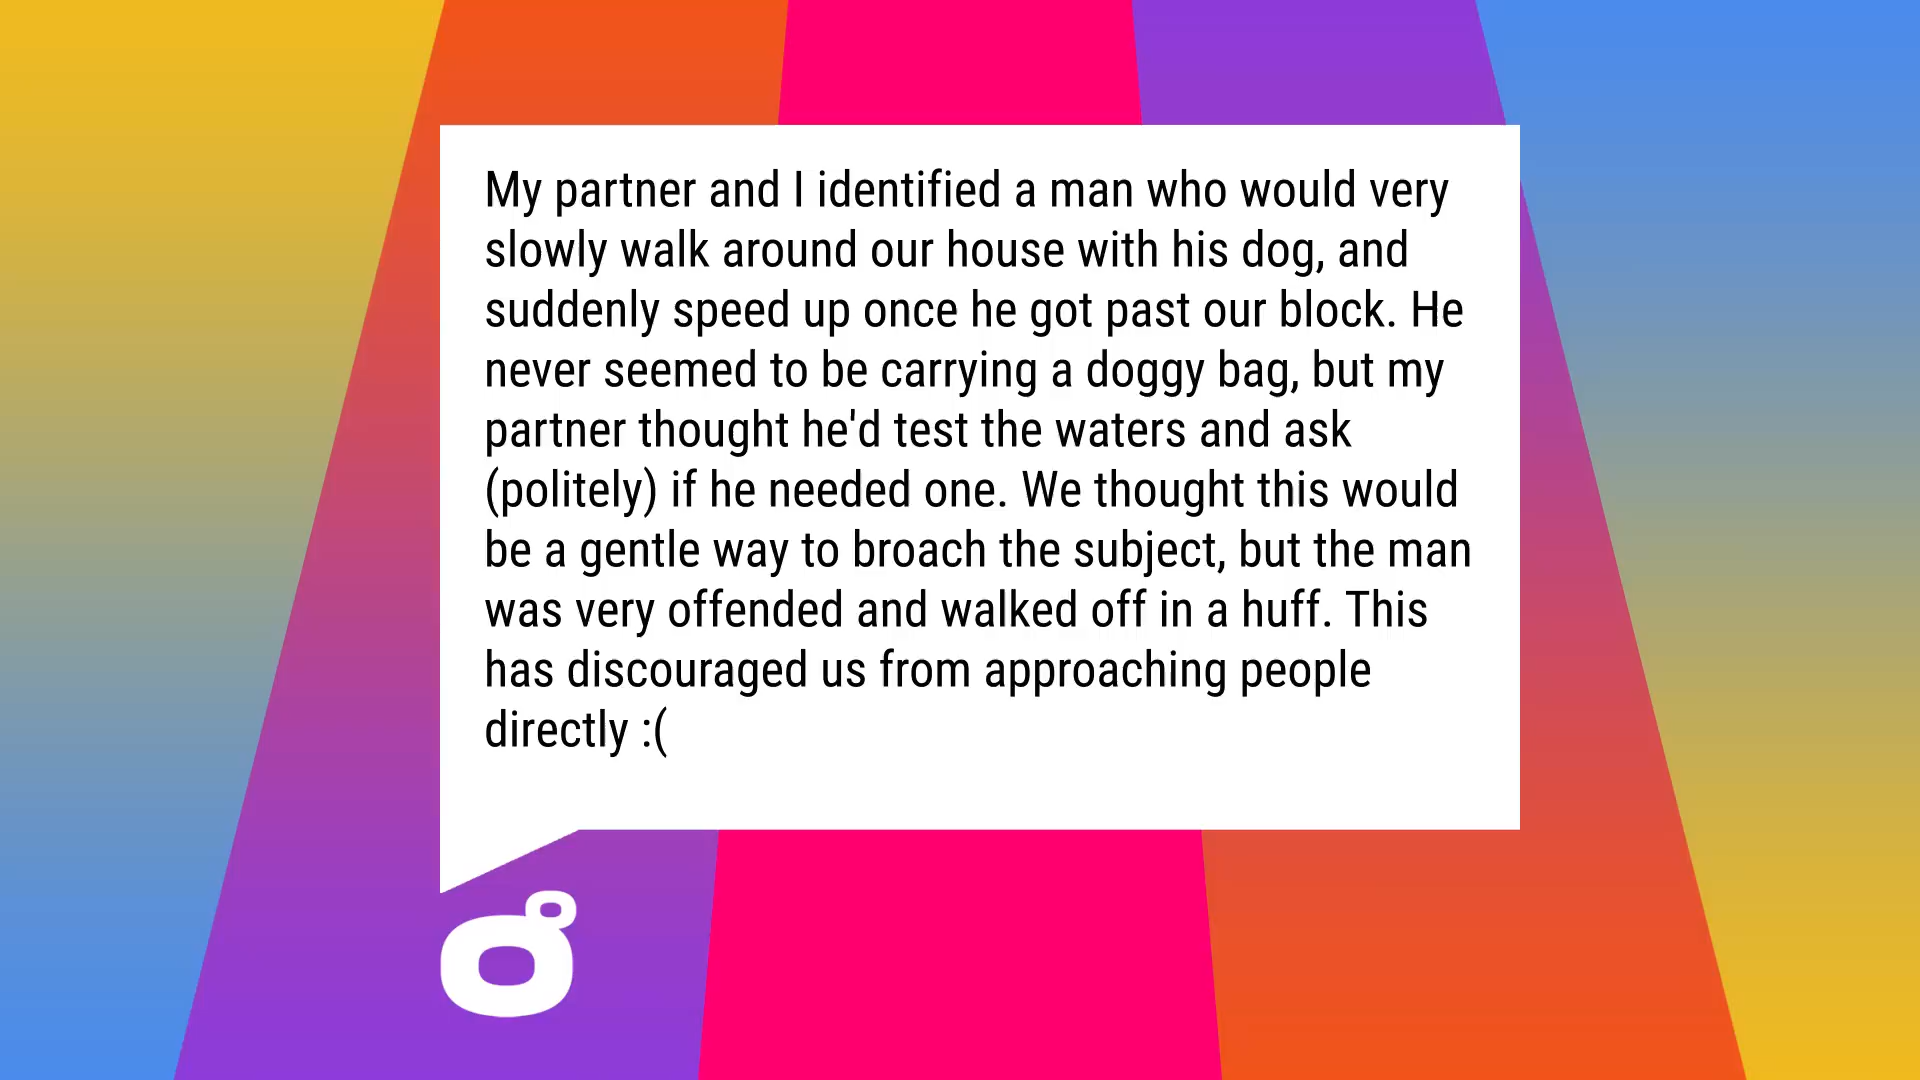 My partner and I identified a man who would very
slowly walk around our house with his dog, and
suddenly speed up once he got past our block. He
never seemed to be carrying a doggy bag, but my
partner thought he'd test the waters and ask
(politely) if he needed one. We thought this would
be a gentle way to broach the subject, but the man
was very offended and walked off in a huff. This
has discouraged us from approaching people
directly :(